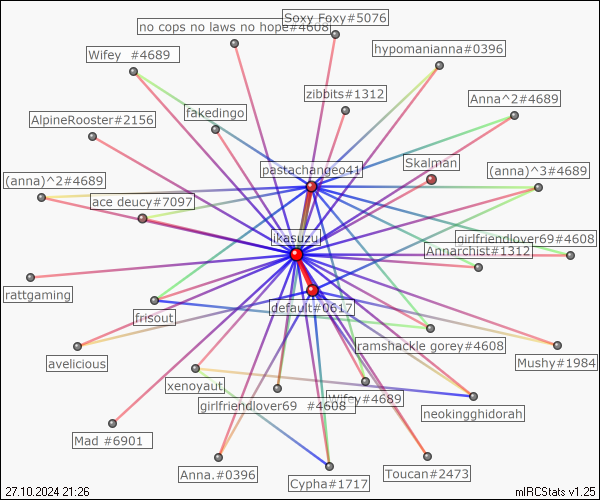 Soxy Foxy#5076
no cops no laws no hope#4608
Wifey  #4689
hypomanianna#0396
zibbits#1312
Anna^2#4689
fakedingo
AlpineRooster#2156
Skalman
pastachangeo41
(anna)^3#4689
(anna)^2#4689
ace deucy#7097
ikasuzu
girlfriendlover69#4608
Annarchist#1312
rattgaming
default#0617
frisout
ramshackle gorey#4608
avelicious
Mushy#1984
xenoyaut
Wifey#4689
girlfriendlover69  #4608
neokingghidorah
Mad #6901
Anna.#0396
Toucan#2473
Cypha#1717
27.10.2024 21:26
mIRCStats v1.25